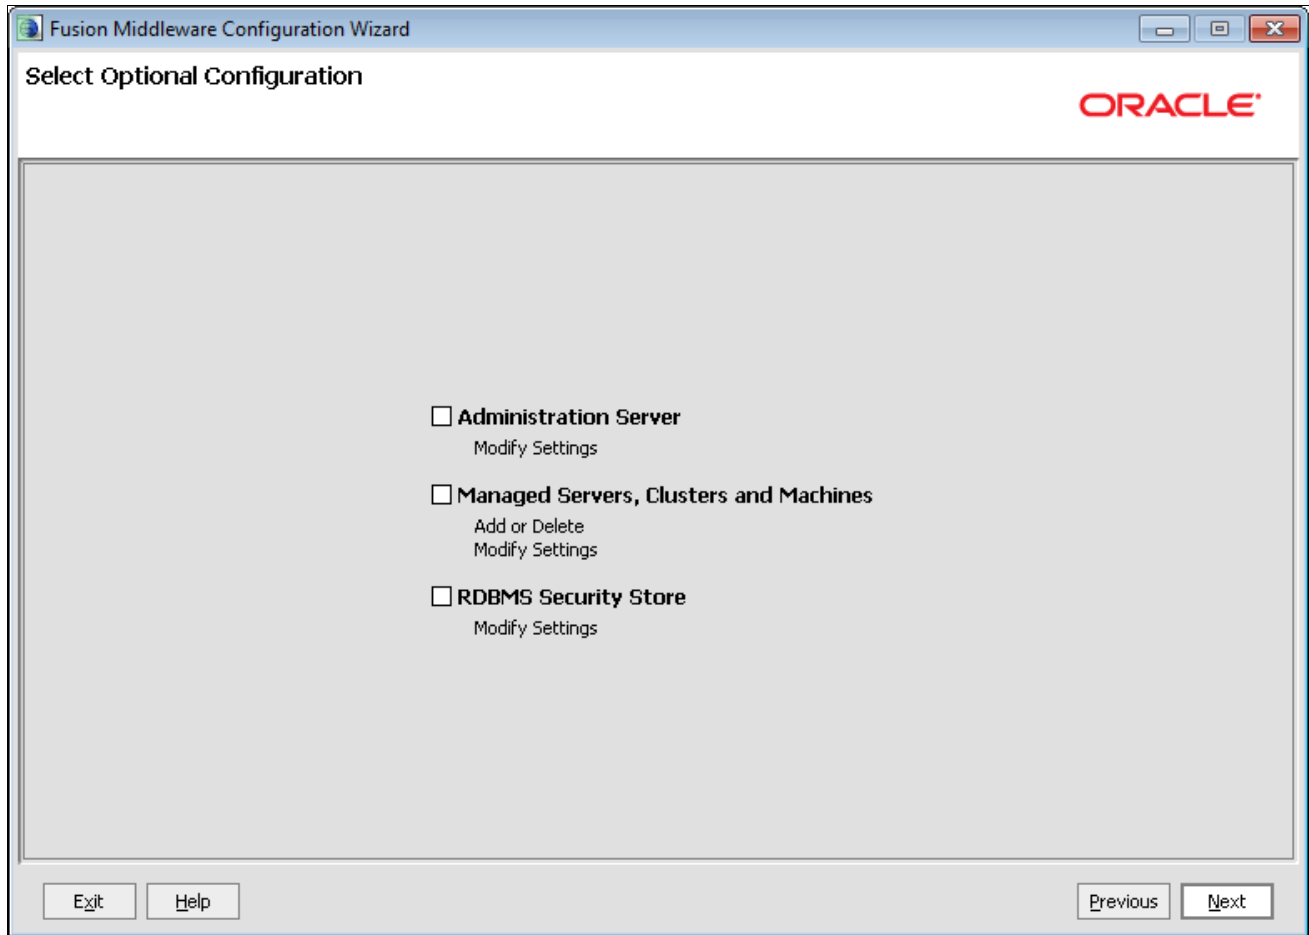 Fusion Middleware Configuration Wizard
Select Optional Configuration
ORACLE
Administration Server
Modify Settings
Managed Servers, Clusters and Machines
Add or Delete
Modify Settings
RDBMS Security Store
Modify Settings
Exit
Help
Previous
Next